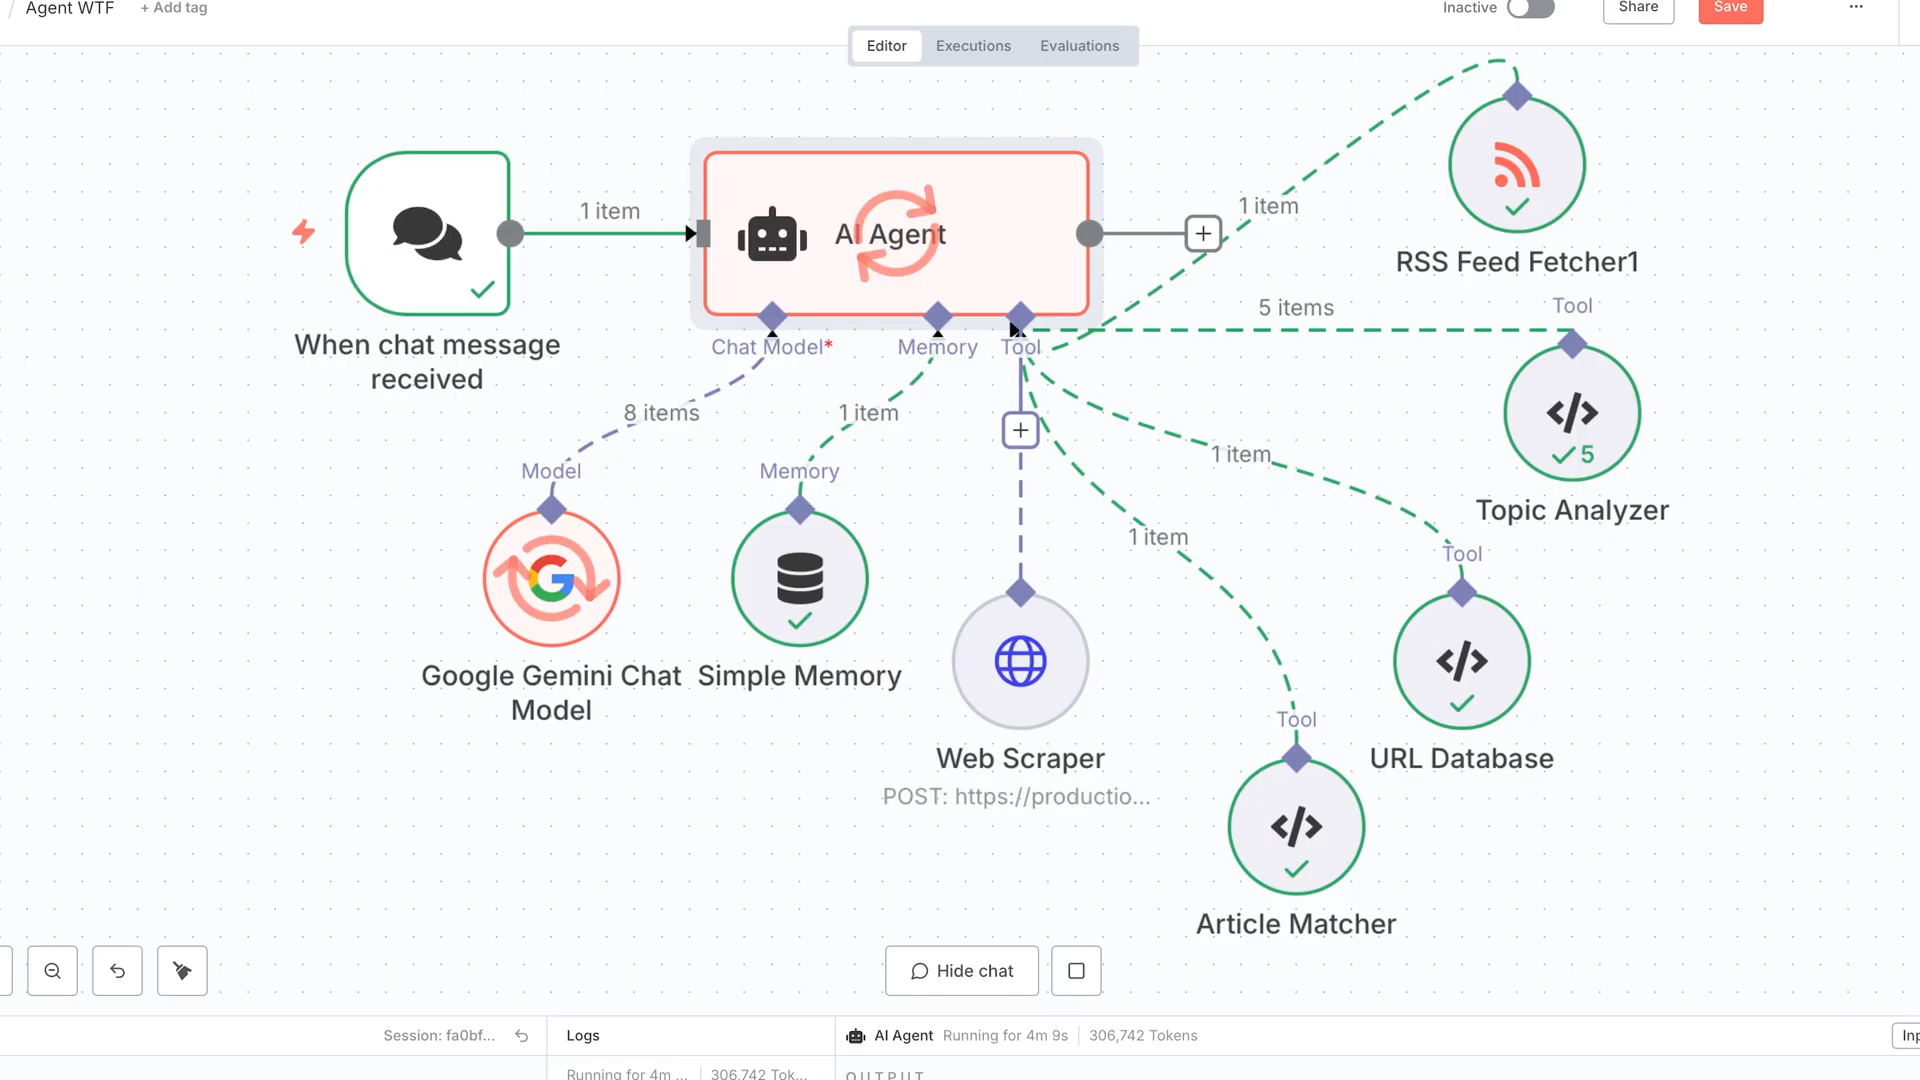 Agent WTF
+ Add tag
Inactive
Share
Save
Editor
Executions
Evaluations
1 item
AI Agent
1 item
RSS Feed Fetcher1
When chat message
received
Chat Model*
Memory
Tool
5 items
Tool
8 items
1 item
1 item
5
Topic Analyzer
Model
Memory
1 item
Tool
Google Gemini Chat
Model
Simple Memory
Tool
Web Scraper
POST: https://productio...
URL Database
Article Matcher
Hide chat
Session: fa0bf...
Logs
AI Agent
Running for 4m 9s
306,742 Tokens
Inp
Running for 4m ...
306,742 Tok...
OUTPUT